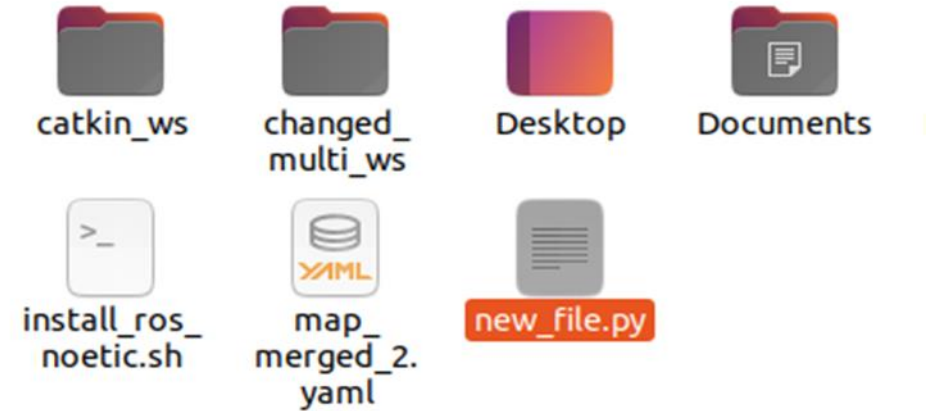 catkin_ws
changed_
multi_ws
Desktop
Documents
>_
install_ros_
noetic.sh
YAML
map_
merged_2.
yaml
new_file.py